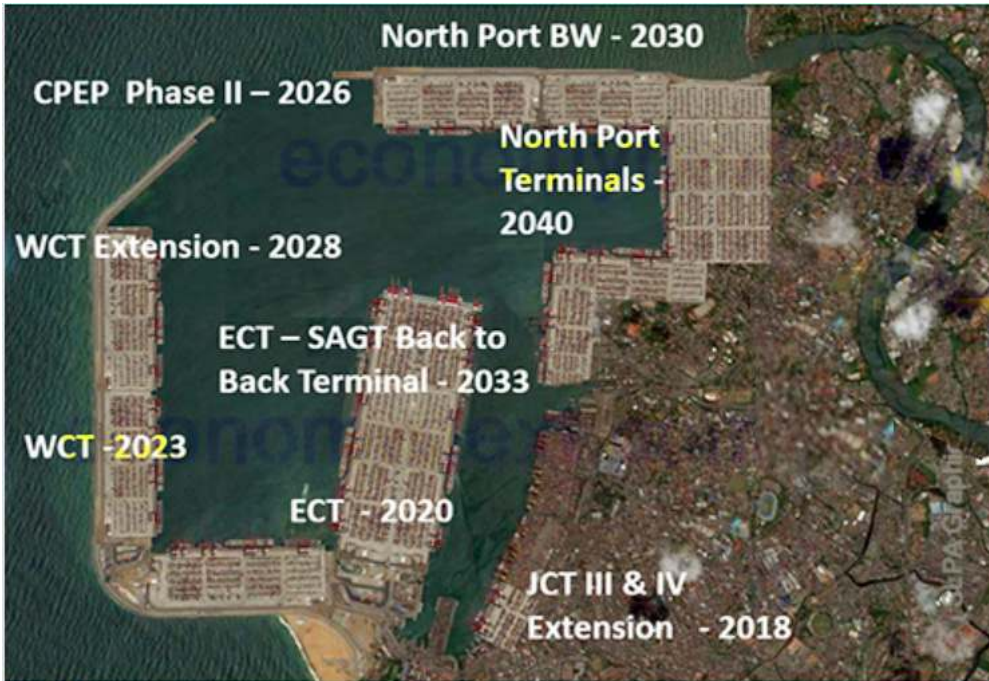 North Port BW - 2030
CPEP Phase II – 2026
North Port
Terminals -
2040
WCT Extension - 2028
ECT – SAGT Back to
Back Terminal - 2033
WCT -2023
ECT - 2020
JCT III & IV
Extension - 2018